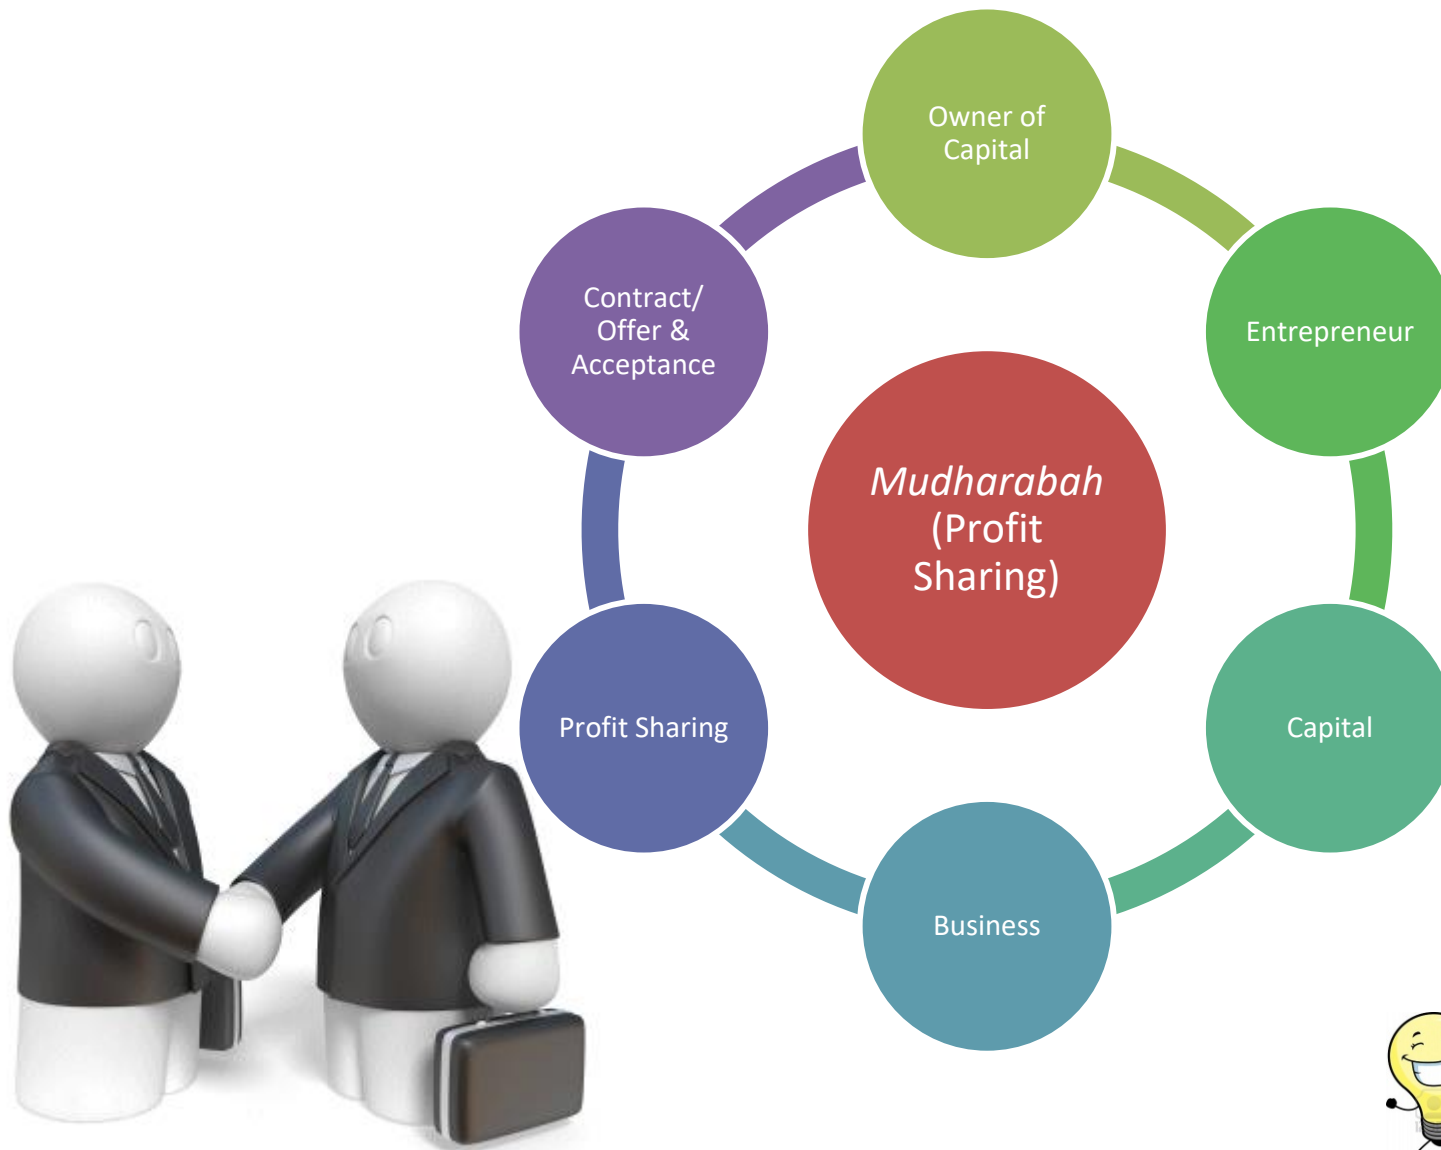 Owner of
Capital
Entrepreneur
Capital
Business
Profit Sharing
Contract/
Offer &
Acceptance
Mudharabah
(Profit
Sharing)